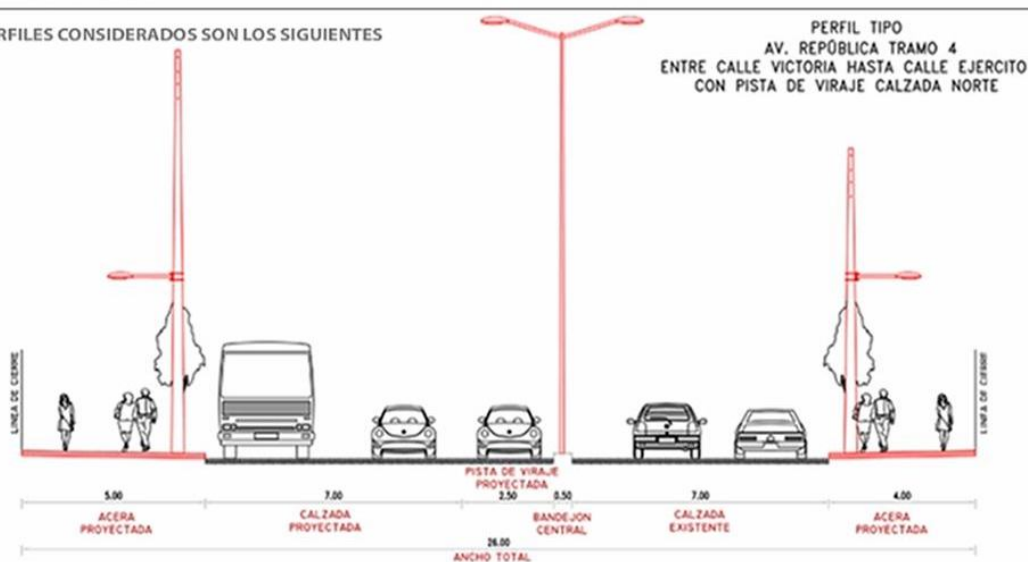 RFILES CONSIDERADOS SON LOS SIGUIENTES
PERFIL TIPO
AV. REPÚBLICA TRAMO 4
ENTRE CALLE VICTORIA HASTA CALLE EJERCITO
CON PISTA DE VIRAJE CALZADA NORTE
LINEA DE CIERRE
LINEA DE CIERRE
PISTA DE VIRAJE
PROYECTADA
5.00
7.00
2.50
0.50
7.00
4.00
ACERA
PROYECTADA
CALZADA
PROYECTADA
BANDEJON
CENTRAL
CALZADA
EXISTENTE
ACERA
PROYECTADA
26.00
ANCHO TOTAL